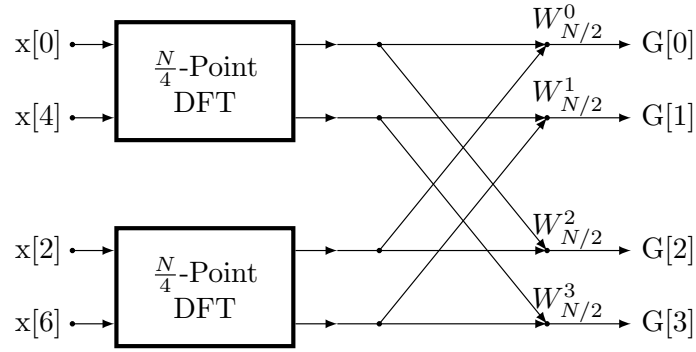 x[0]
x[4]
N/4-Point
DFT
W^0_{N/2}
G[0]
W^1_{N/2}
G[1]
x[2]
x[6]
N/4-Point
DFT
W^2_{N/2}
G[2]
W^3_{N/2}
G[3]